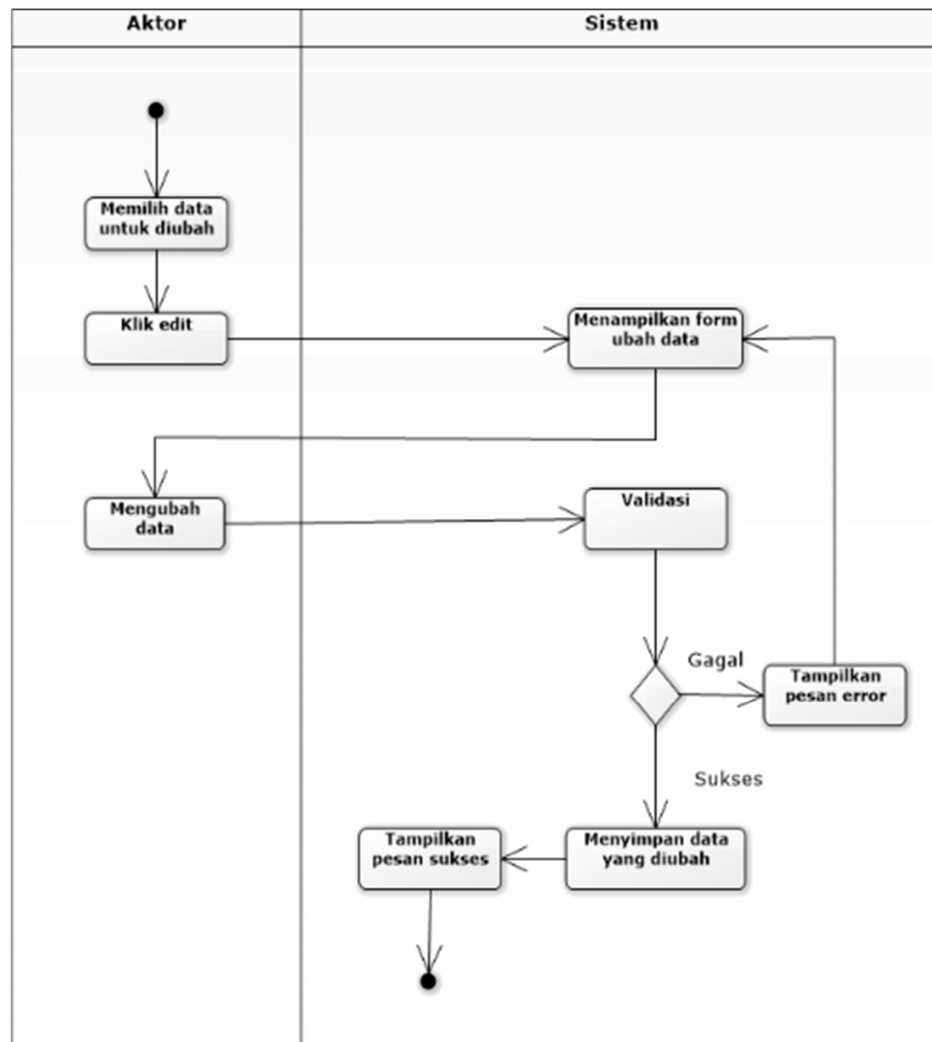 Aktor
Sistem
Memilih data
untuk diubah
Klik edit
Menampilkan form
ubah data
Mengubah
data
Validasi
Gagal
Tampilkan
pesan error
Sukses
Tampilkan
pesan sukses
Menyimpan data
yang diubah